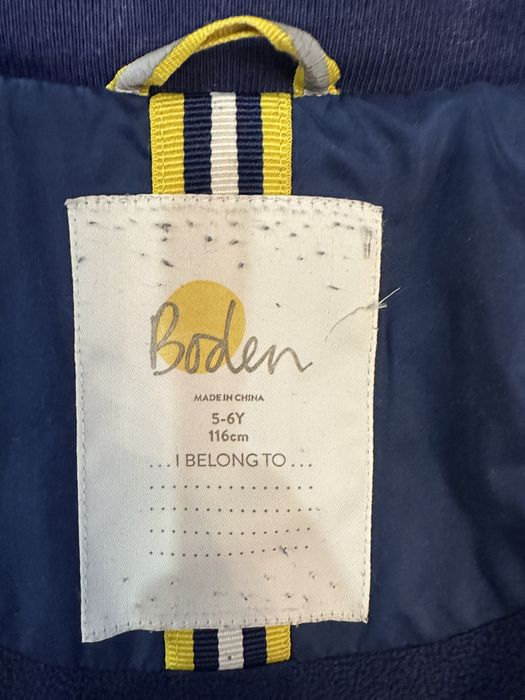 Boden
MADE IN CHINA
5-6Y
116cm
...I BELONG TO...